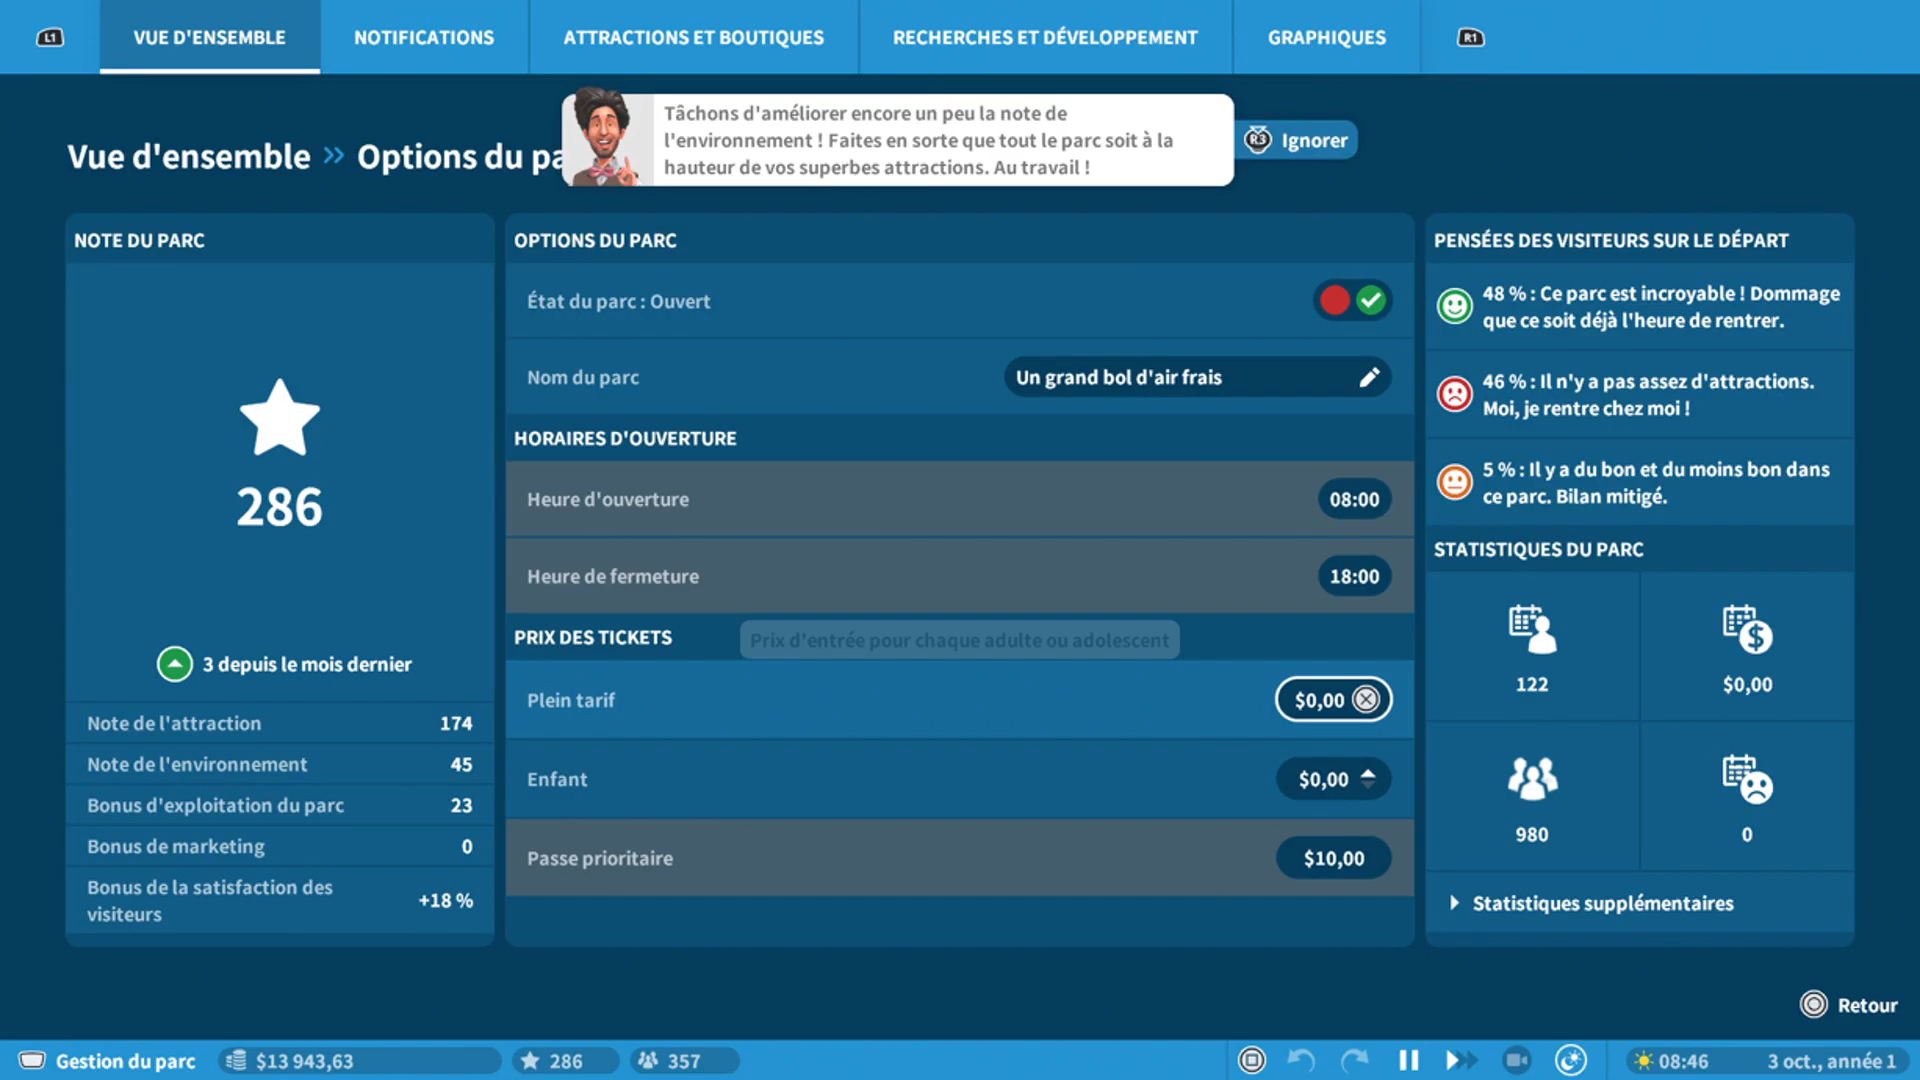 L1 VUE D'ENSEMBLE NOTIFICATIONS ATTRACTIONS ET BOUTIQUES RECHERCHES ET DÉVELOPPEMENT GRAPHIQUES R1
Tâchons d'améliorer encore un peu la note de
l'environnement ! Faites en sorte que tout le parc soit à la
hauteur de vos superbes attractions. Au travail !
R3 Ignorer
Vue d'ensemble » Options du pa
NOTE DU PARC
286
3 depuis le mois dernier
Note de l'attraction 174
Note de l'environnement 45
Bonus d'exploitation du parc 23
Bonus de marketing 0
Bonus de la satisfaction des
visiteurs +18 %
OPTIONS DU PARC
État du parc : Ouvert
Nom du parc Un grand bol d'air frais
HORAIRES D'OUVERTURE
Heure d'ouverture 08:00
Heure de fermeture 18:00
PRIX DES TICKETS Prix d'entrée pour chaque adulte ou adolescent
Plein tarif $0,00
Enfant $0,00
Passe prioritaire $10,00
PENSÉES DES VISITEURS SUR LE DÉPART
48 % : Ce parc est incroyable ! Dommage
que ce soit déjà l'heure de rentrer.
46 % : Il n'y a pas assez d'attractions.
Moi, je rentre chez moi !
5 % : Il y a du bon et du moins bon dans
ce parc. Bilan mitigé.
STATISTIQUES DU PARC
122 $0,00
980 0
Statistiques supplémentaires
Retour
Gestion du parc $13 943,63 286 357 08:46 3 oct., année 1